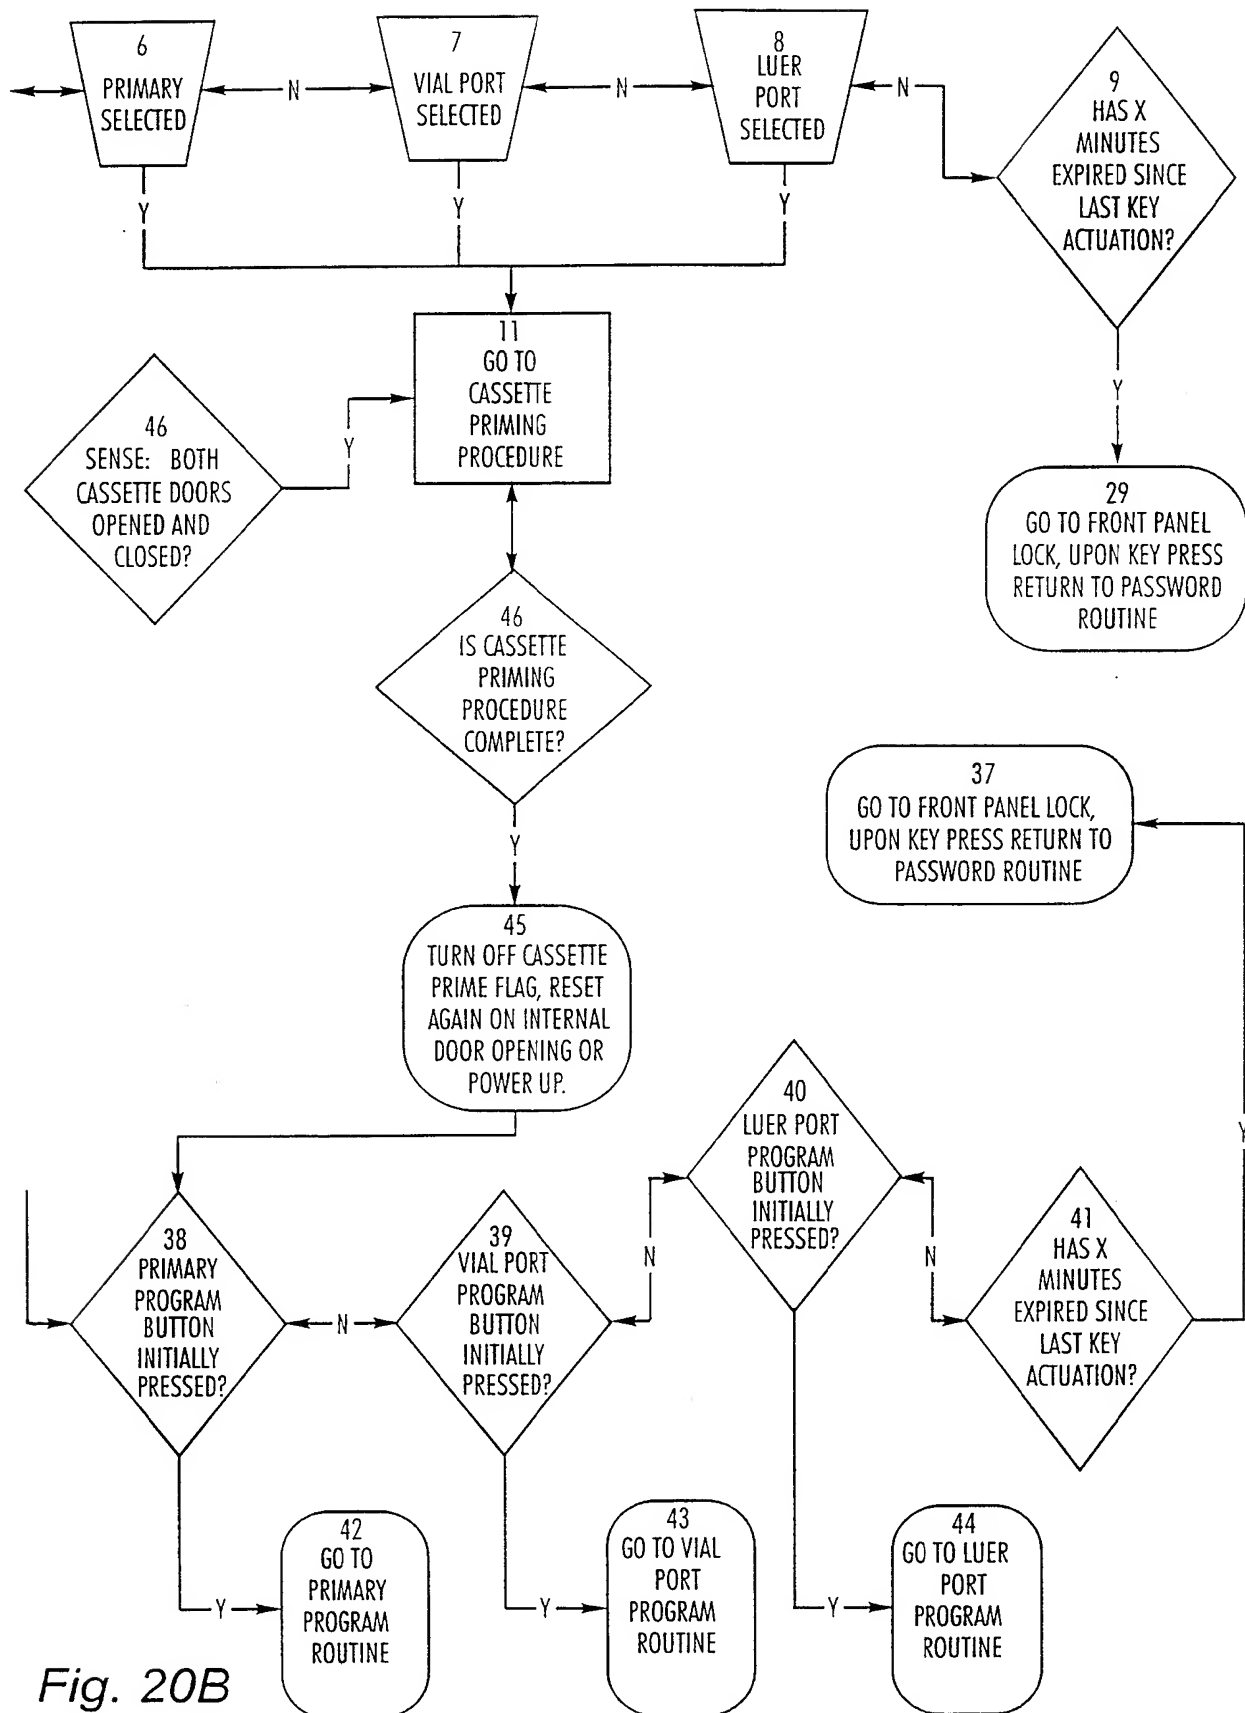 6
PRIMARY
SELECTED
N
7
VIAL PORT
SELECTED
N
8
LUER
PORT
SELECTED
N
9
HAS X
MINUTES
EXPIRED SINCE
LAST KEY
ACTUATION?
Y
Y
Y
Y
11
GO TO
CASSETTE
PRIMING
PROCEDURE
46
SENSE: BOTH
CASSETTE DOORS
OPENED AND
CLOSED?
Y
29
GO TO FRONT PANEL
LOCK, UPON KEY PRESS
RETURN TO PASSWORD
ROUTINE
46
IS CASSETTE
PRIMING
PROCEDURE
COMPLETE?
Y
37
GO TO FRONT PANEL LOCK,
UPON KEY PRESS RETURN TO
PASSWORD ROUTINE
45
TURN OFF CASSETTE
PRIME FLAG, RESET
AGAIN ON INTERNAL
DOOR OPENING OR
POWER UP.
38
PRIMARY
PROGRAM
BUTTON
INITIALLY
PRESSED?
N
39
VIAL PORT
PROGRAM
BUTTON
INITIALLY
PRESSED?
N
40
LUER PORT
PROGRAM
BUTTON
INITIALLY
PRESSED?
N
41
HAS X
MINUTES
EXPIRED SINCE
LAST KEY
ACTUATION?
Y
Y
42
GO TO
PRIMARY
PROGRAM
ROUTINE
Y
43
GO TO VIAL
PORT
PROGRAM
ROUTINE
Y
44
GO TO LUER
PORT
PROGRAM
ROUTINE
Fig. 20B